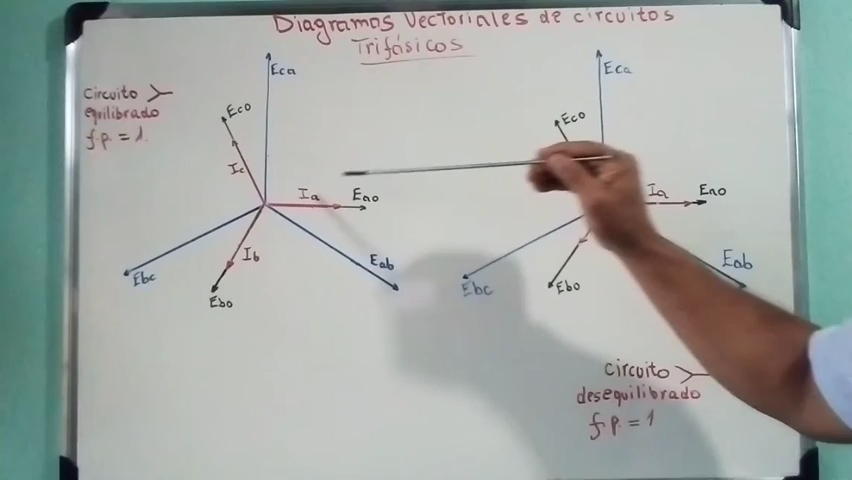 Diagramas Vectoriales de circuitos
Trifásicos
Circuito
equilibrado
f.p. = 1.
Eca
Eco
Ic
Ia
Eao
Ib
Eab
Ebc
Ebo
Eca
Eco
Ia
Eao
Eab
Ebc
Ebo
circuito
desequilibrado
f.p. = 1